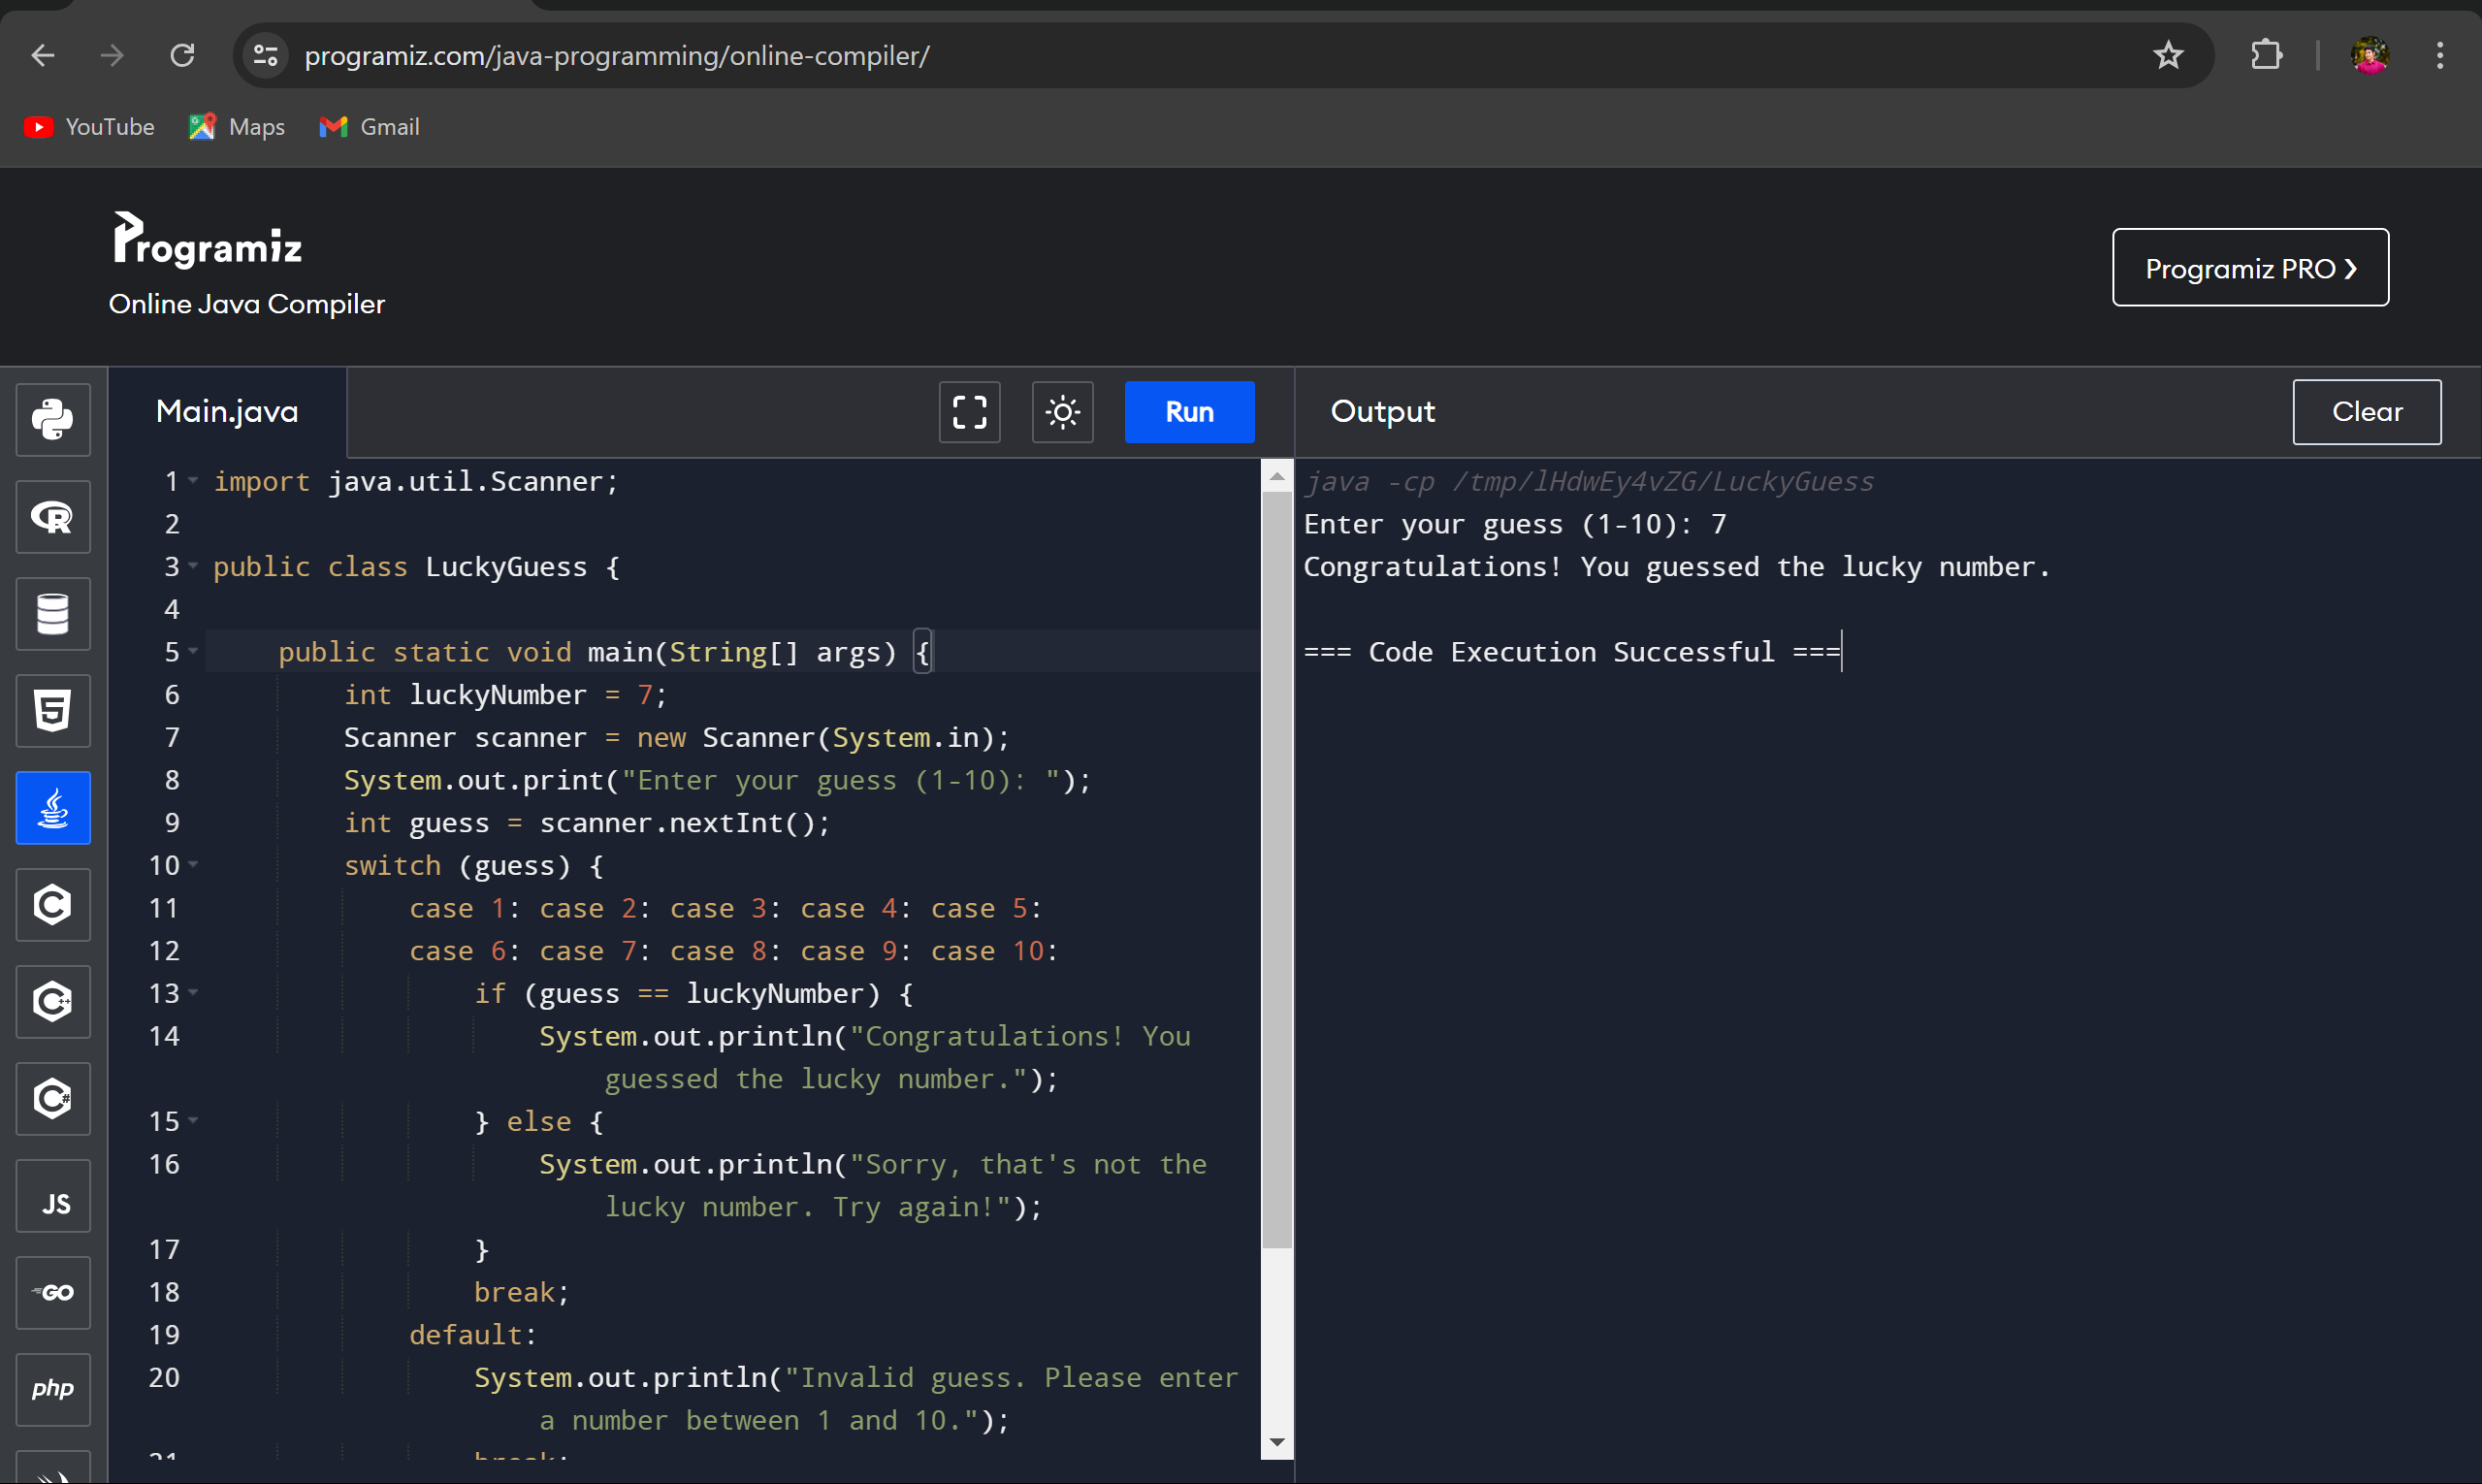 programiz.com/java-programming/online-compiler/
YouTube Maps Gmail
Programiz
Online Java Compiler
Programiz PRO ❯
Main.java
Run
Output
Clear
1 import java.util.Scanner;
2
3 public class LuckyGuess {
4
5 public static void main(String[] args) {
6 int luckyNumber = 7;
7 Scanner scanner = new Scanner(System.in);
8 System.out.print("Enter your guess (1-10): ");
9 int guess = scanner.nextInt();
10 switch (guess) {
11 case 1: case 2: case 3: case 4: case 5:
12 case 6: case 7: case 8: case 9: case 10:
13 if (guess == luckyNumber) {
14 System.out.println("Congratulations! You
guessed the lucky number.");
15 } else {
16 System.out.println("Sorry, that's not the
lucky number. Try again!");
17 }
18 break;
19 default:
20 System.out.println("Invalid guess. Please enter
a number between 1 and 10.");
21 break;
java -cp /tmp/lHdwEy4vZG/LuckyGuess
Enter your guess (1-10): 7
Congratulations! You guessed the lucky number.
=== Code Execution Successful ===
R
5
C
C++
C#
JS
GO
php